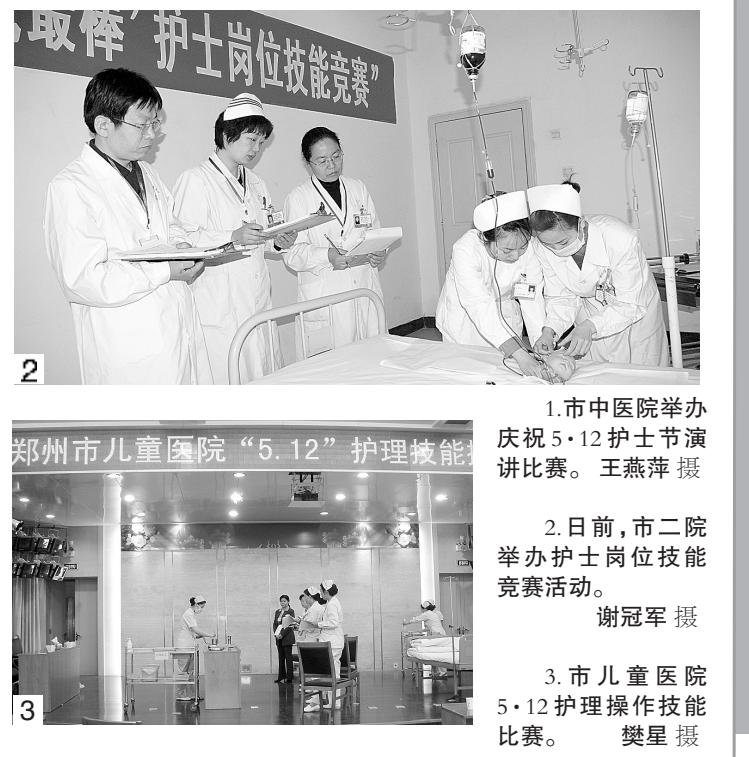 最棒’护士岗位技能竞赛”
2
郑州市儿童医院“5.12”护理技能
3
1.市中医院举办
庆祝5·12护士节演
讲比赛。 王燕萍 摄
2.日前,市二院
举办护士岗位技能
竞赛活动。
谢冠军 摄
3.市儿童医院
5·12护理操作技能
比赛。 樊星 摄